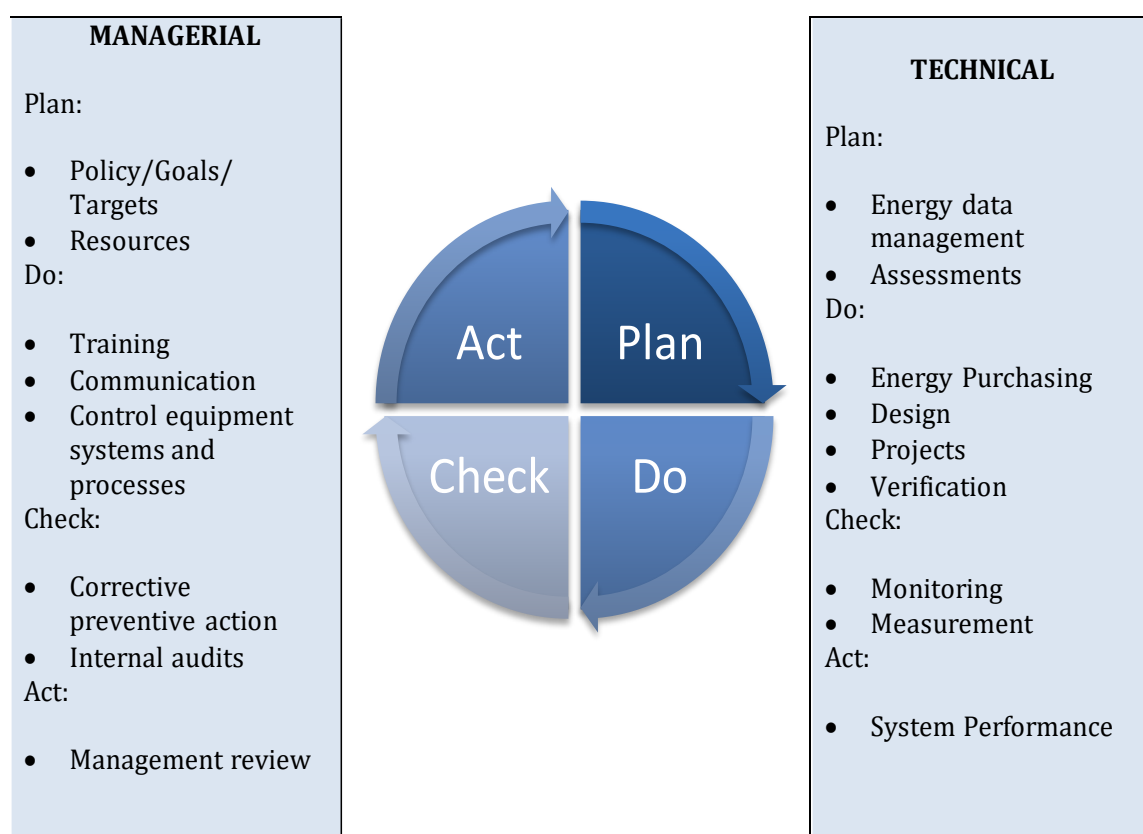 MANAGERIAL
Plan:
• Policy/Goals/
Targets
• Resources
Do:
• Training
• Communication
• Control equipment
systems and
processes
Check:
• Corrective
preventive action
• Internal audits
Act:
• Management review
Act
Plan
Check
Do
TECHNICAL
Plan:
• Energy data
management
• Assessments
Do:
• Energy Purchasing
• Design
• Projects
• Verification
Check:
• Monitoring
• Measurement
Act:
• System Performance